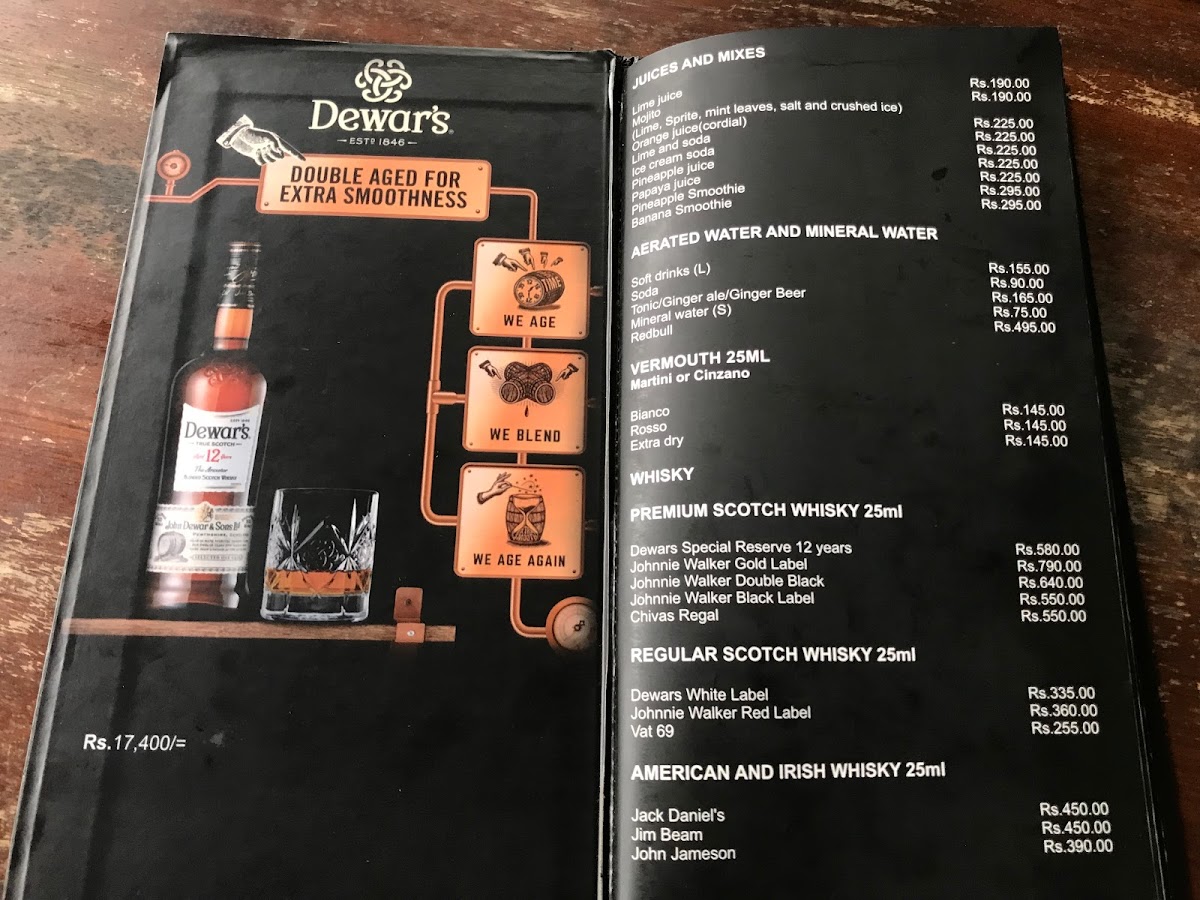 Dewar's
ESTD 1846
DOUBLE AGED FOR
EXTRA SMOOTHNESS
WE AGE
WE BLEND
WE AGE AGAIN
Dewar's
TRUE SCOTCH
12
The Ancestor
BLENDED SCOTCH WHISKY
John Dewar & Sons Ltd
Rs.17,400/=
JUICES AND MIXES
Lime juice Rs.190.00
Mojito Rs.190.00
(Lime, Sprite, mint leaves, salt and crushed ice)
Orange juice(cordial) Rs.225.00
Lime and soda Rs.225.00
Ice cream soda Rs.225.00
Pineapple juice Rs.225.00
Papaya juice Rs.225.00
Pineapple Smoothie Rs.295.00
Banana Smoothie Rs.295.00
AERATED WATER AND MINERAL WATER
Soft drinks (L) Rs.155.00
Soda Rs.90.00
Tonic/Ginger ale/Ginger Beer Rs.165.00
Mineral water (S) Rs.75.00
Redbull Rs.495.00
VERMOUTH 25ML
Martini or Cinzano
Bianco Rs.145.00
Rosso Rs.145.00
Extra dry Rs.145.00
WHISKY
PREMIUM SCOTCH WHISKY 25ml
Dewars Special Reserve 12 years Rs.580.00
Johnnie Walker Gold Label Rs.790.00
Johnnie Walker Double Black Rs.640.00
Johnnie Walker Black Label Rs.550.00
Chivas Regal Rs.550.00
REGULAR SCOTCH WHISKY 25ml
Dewars White Label Rs.335.00
Johnnie Walker Red Label Rs.360.00
Vat 69 Rs.255.00
AMERICAN AND IRISH WHISKY 25ml
Jack Daniel's Rs.450.00
Jim Beam Rs.450.00
John Jameson Rs.390.00